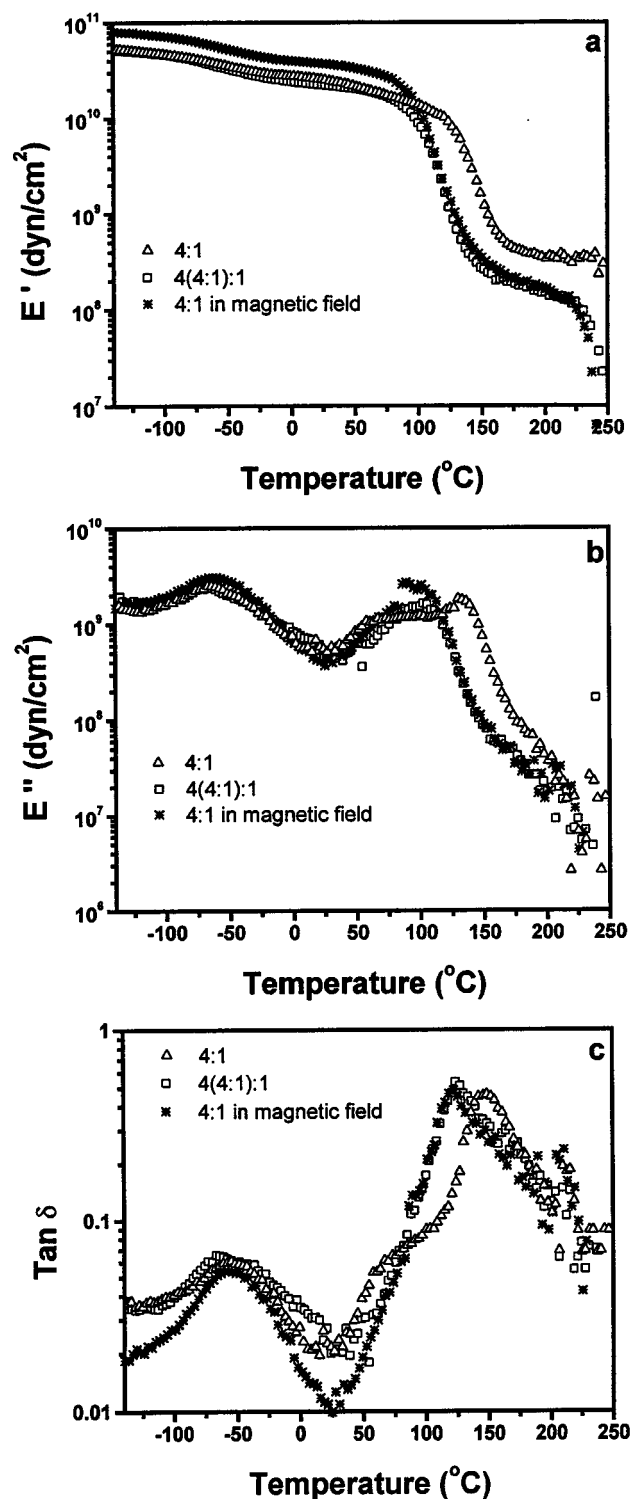 a
10¹¹
10¹⁰
10⁹
10⁸
10⁷
E ' (dyn/cm²)
△ 4:1
□ 4(4:1):1
✳ 4:1 in magnetic field
-100 -50 0 50 100 150 200 250
Temperature (°C)
b
10¹⁰
10⁹
10⁸
10⁷
10⁶
E " (dyn/cm²)
△ 4:1
□ 4(4:1):1
✳ 4:1 in magnetic field
-100 -50 0 50 100 150 200 250
Temperature (°C)
c
1
0.1
0.01
Tan δ
△ 4:1
□ 4(4:1):1
✳ 4:1 in magnetic field
-100 -50 0 50 100 150 200 250
Temperature (°C)